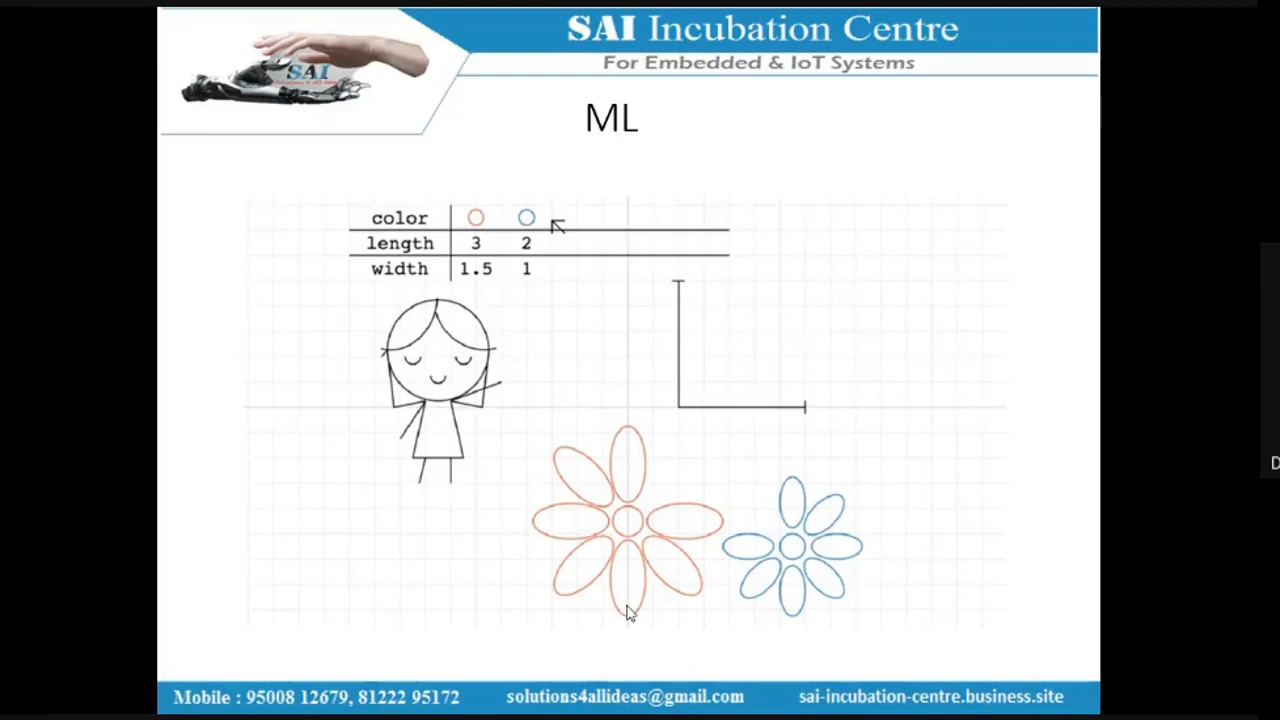 SAI Incubation Centre
For Embedded & IoT Systems
SAI
ML
color
length 3 2
width 1.5 1
D
Mobile : 95008 12679, 81222 95172 solutions4allideas@gmail.com sai-incubation-centre.business.site